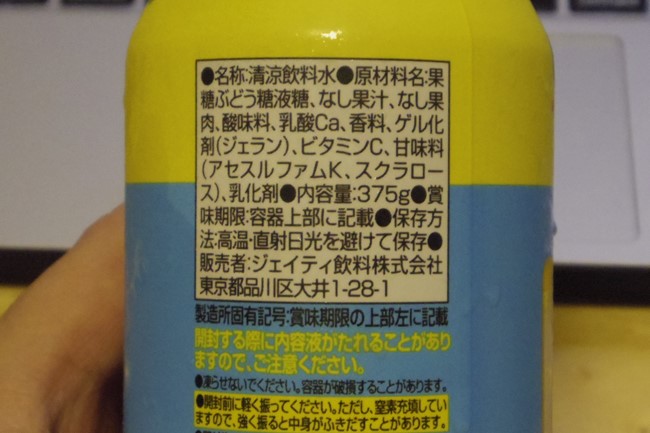 ●名称:清涼飲料水●原材料名:果
糖ぶどう糖液糖、なし果汁、なし果
肉、酸味料、乳酸Ca、香料、ゲル化
剤(ジェラン)、ビタミンC、甘味料
(アセスルファムK、スクラロー
ス)、乳化剤●内容量:375g●賞
味期限:容器上部に記載●保存方
法:高温・直射日光を避けて保存●
販売者:ジェイティ飲料株式会社
東京都品川区大井1-28-1
製造所固有記号:賞味期限の上部左に記載
開封する際に内容液がたれることがあり
ますので、ご注意ください。
●凍らせないでください。容器が破損することがあります。
●開封前に軽く振ってください。ただし、窒素充填してい
ますので、強く振ると中身がふきだすことがあります。